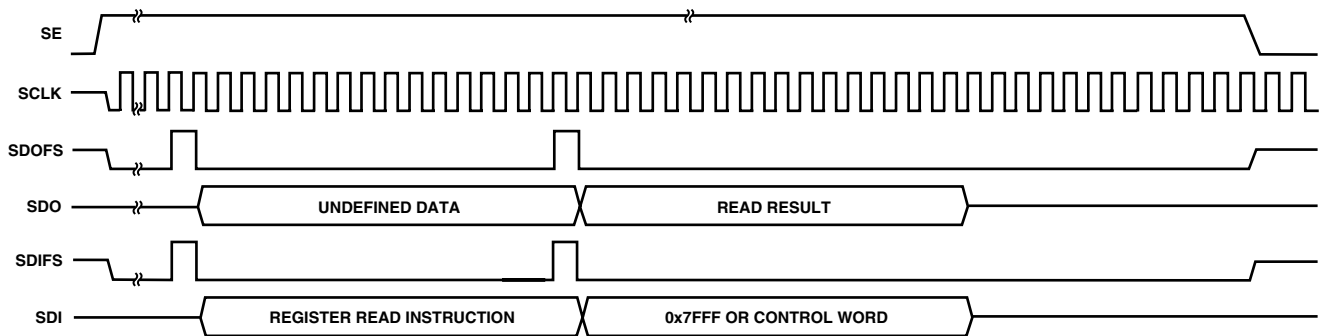 SE
SCLK
SDOFS
SDO UNDEFINED DATA READ RESULT
SDIFS
SDI REGISTER READ INSTRUCTION 0x7FFF OR CONTROL WORD